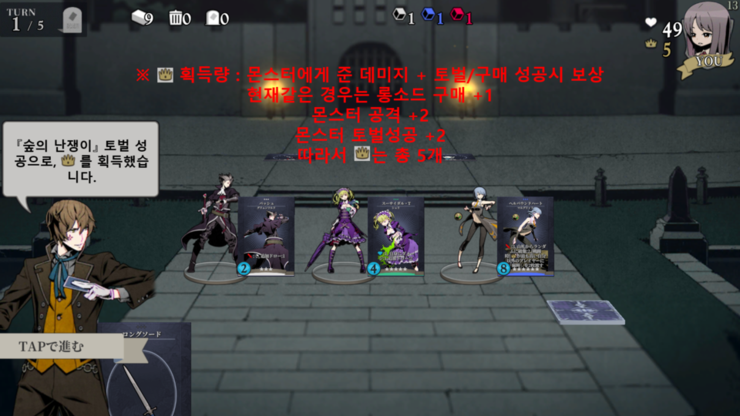 TURN
1 / 5
9
0
0
1
1
1
49
5
13
YOU
※ 획득량 : 몬스터에게 준 데미지 + 토벌/구매 성공시 보상
현재같은 경우는 롱소드 구매 +1
몬스터 공격 +2
몬스터 토벌성공 +2
따라서 는 총 5개
『숲의 난쟁이』 토벌 성
공으로, 를 획득했습
니다.
2
4
8
ロングソード
TAPで進む